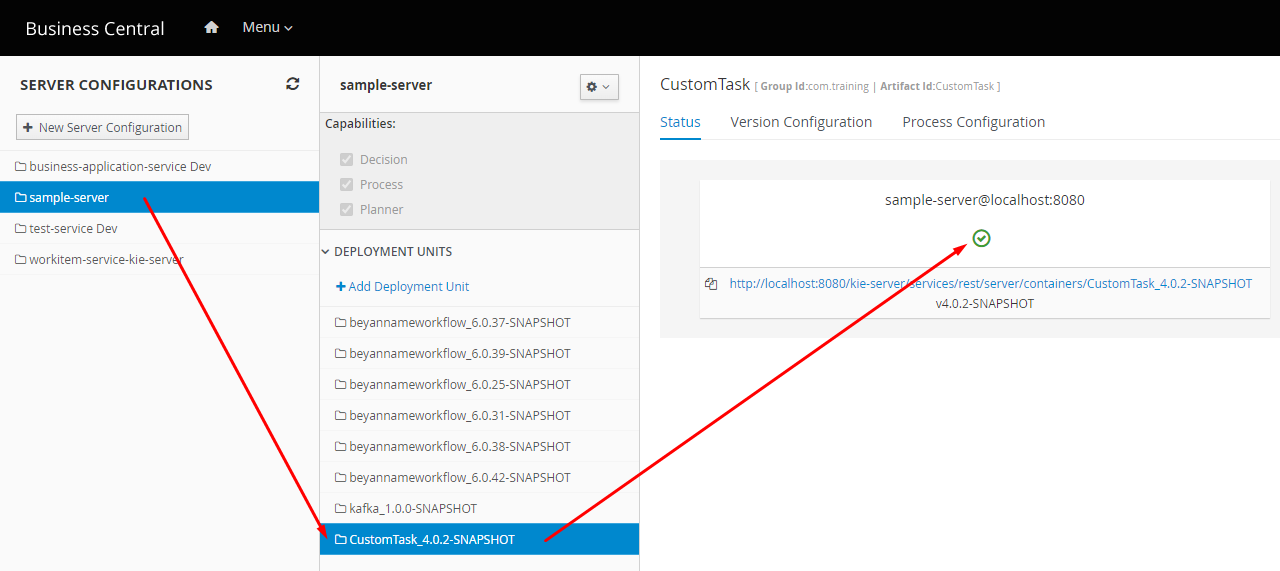 Business Central
Menu
SERVER CONFIGURATIONS
New Server Configuration
business-application-service Dev
sample-server
test-service Dev
workitem-service-kie-server
sample-server
Capabilities:
Decision
Process
Planner
DEPLOYMENT UNITS
Add Deployment Unit
beyannameworkflow_6.0.37-SNAPSHOT
beyannameworkflow_6.0.39-SNAPSHOT
beyannameworkflow_6.0.25-SNAPSHOT
beyannameworkflow_6.0.31-SNAPSHOT
beyannameworkflow_6.0.38-SNAPSHOT
beyannameworkflow_6.0.42-SNAPSHOT
kafka_1.0.0-SNAPSHOT
CustomTask_4.0.2-SNAPSHOT
CustomTask [ Group Id:com.training | Artifact Id:CustomTask ]
Status Version Configuration Process Configuration
sample-server@localhost:8080
http://localhost:8080/kie-server/services/rest/server/containers/CustomTask_4.0.2-SNAPSHOT
v4.0.2-SNAPSHOT